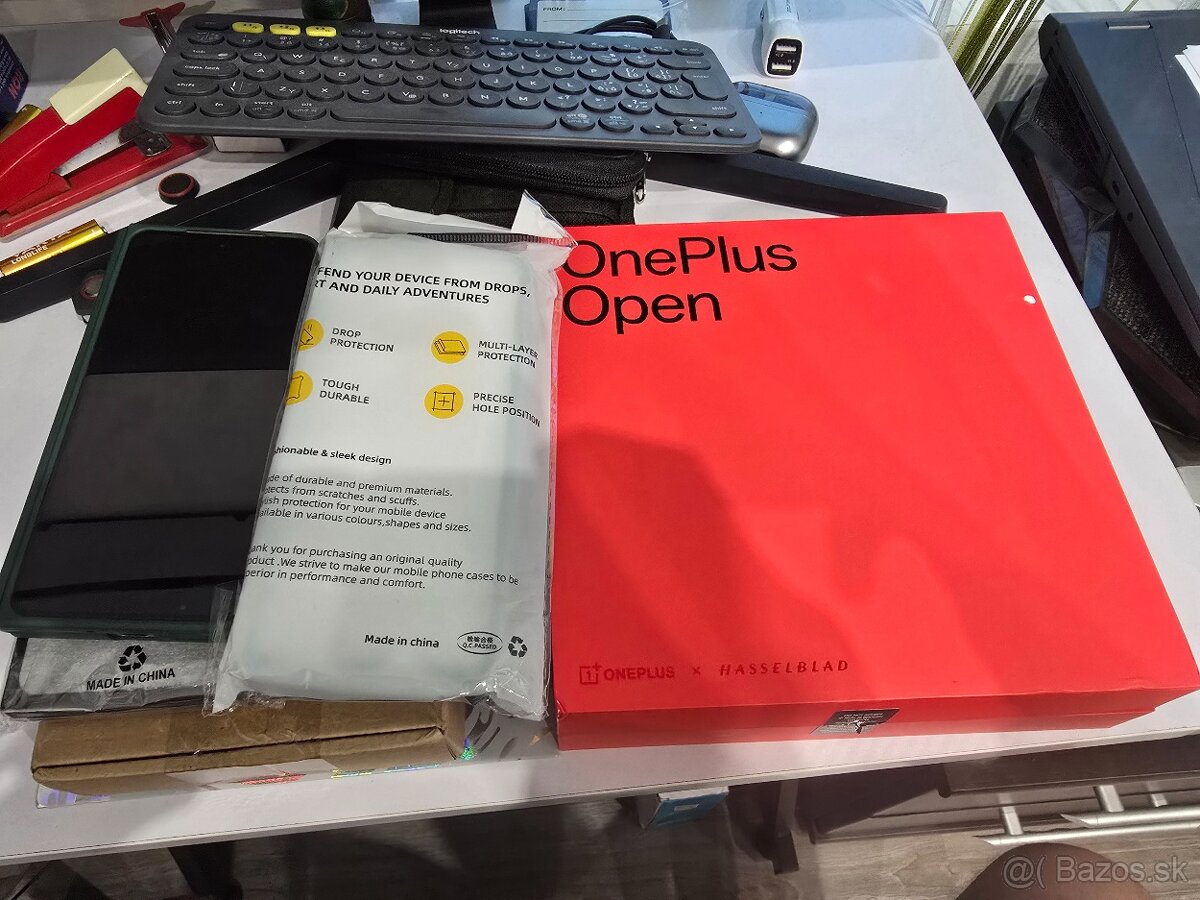 logitech
FROM:
LONGLIFE
FEND YOUR DEVICE FROM DROPS,
RT AND DAILY ADVENTURES
DROP
PROTECTION
MULTI-LAYER
PROTECTION
TOUGH
DURABLE
PRECISE
HOLE POSITION
hionable & sleek design
de of durable and premium materials.
tects from scratches and scuffs.
lish protection for your mobile device
ailable in various colours,shapes and sizes.
ank you for purchasing an original quality
oduct .We strive to make our mobile phone cases to be
perior in performance and comfort.
Made in china
Q.C.PASSED
MADE IN CHINA
OnePlus
Open
1+ ONEPLUS × HASSELBLAD
@( Bazos.sk